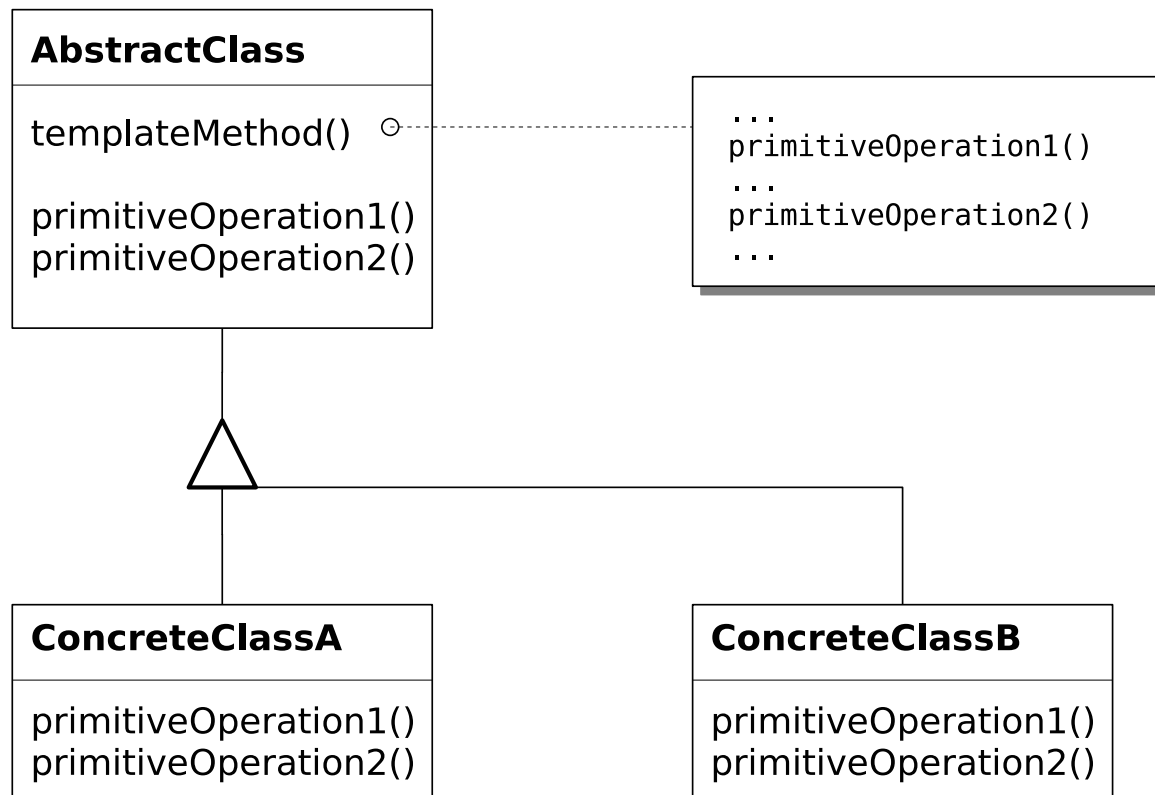 AbstractClass
templateMethod()
primitiveOperation1()
primitiveOperation2()
...
primitiveOperation1()
...
primitiveOperation2()
...
ConcreteClassA
primitiveOperation1()
primitiveOperation2()
ConcreteClassB
primitiveOperation1()
primitiveOperation2()